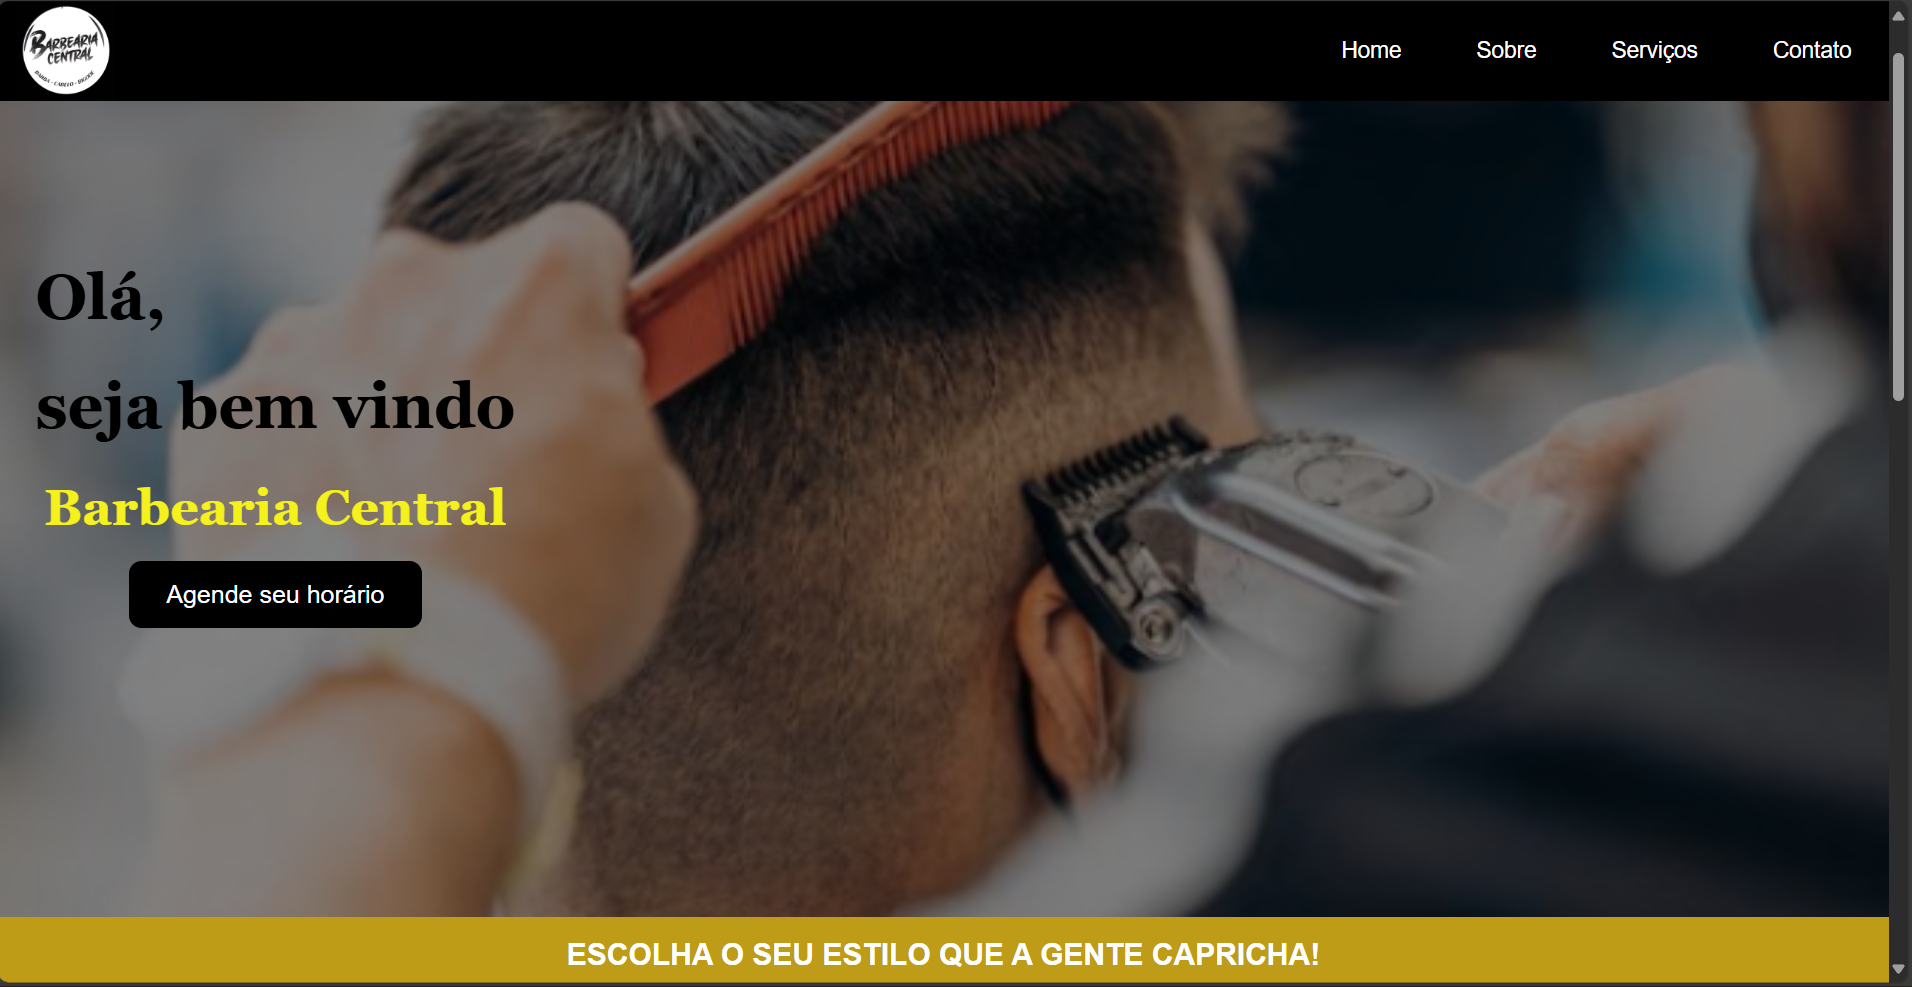 BARBEARIA
CENTRAL
BARBA - CABELO - BIGODE
Home
Sobre
Serviços
Contato
Olá,
seja bem vindo
Barbearia Central
Agende seu horário
ESCOLHA O SEU ESTILO QUE A GENTE CAPRICHA!